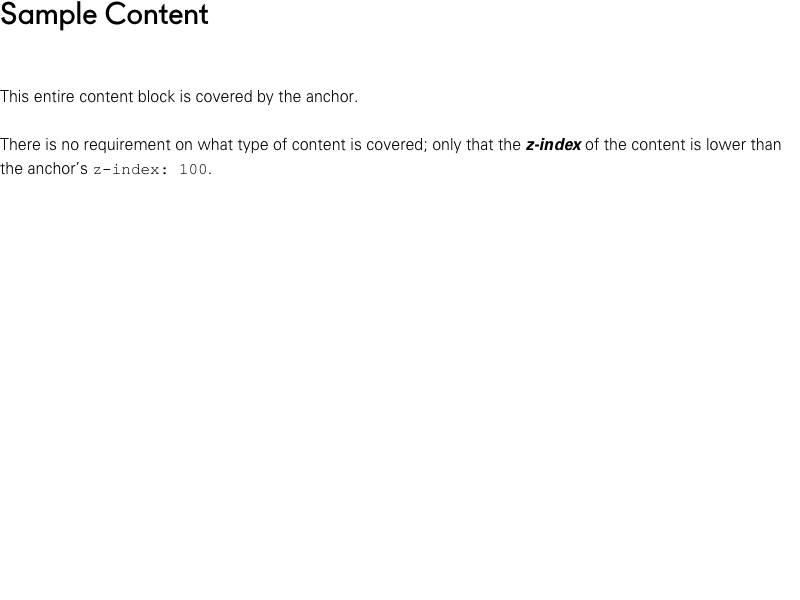 Sample Content
This entire content block is covered by the anchor.
There is no requirement on what type of content is covered; only that the z-index of the content is lower than
the anchor’s z-index: 100.